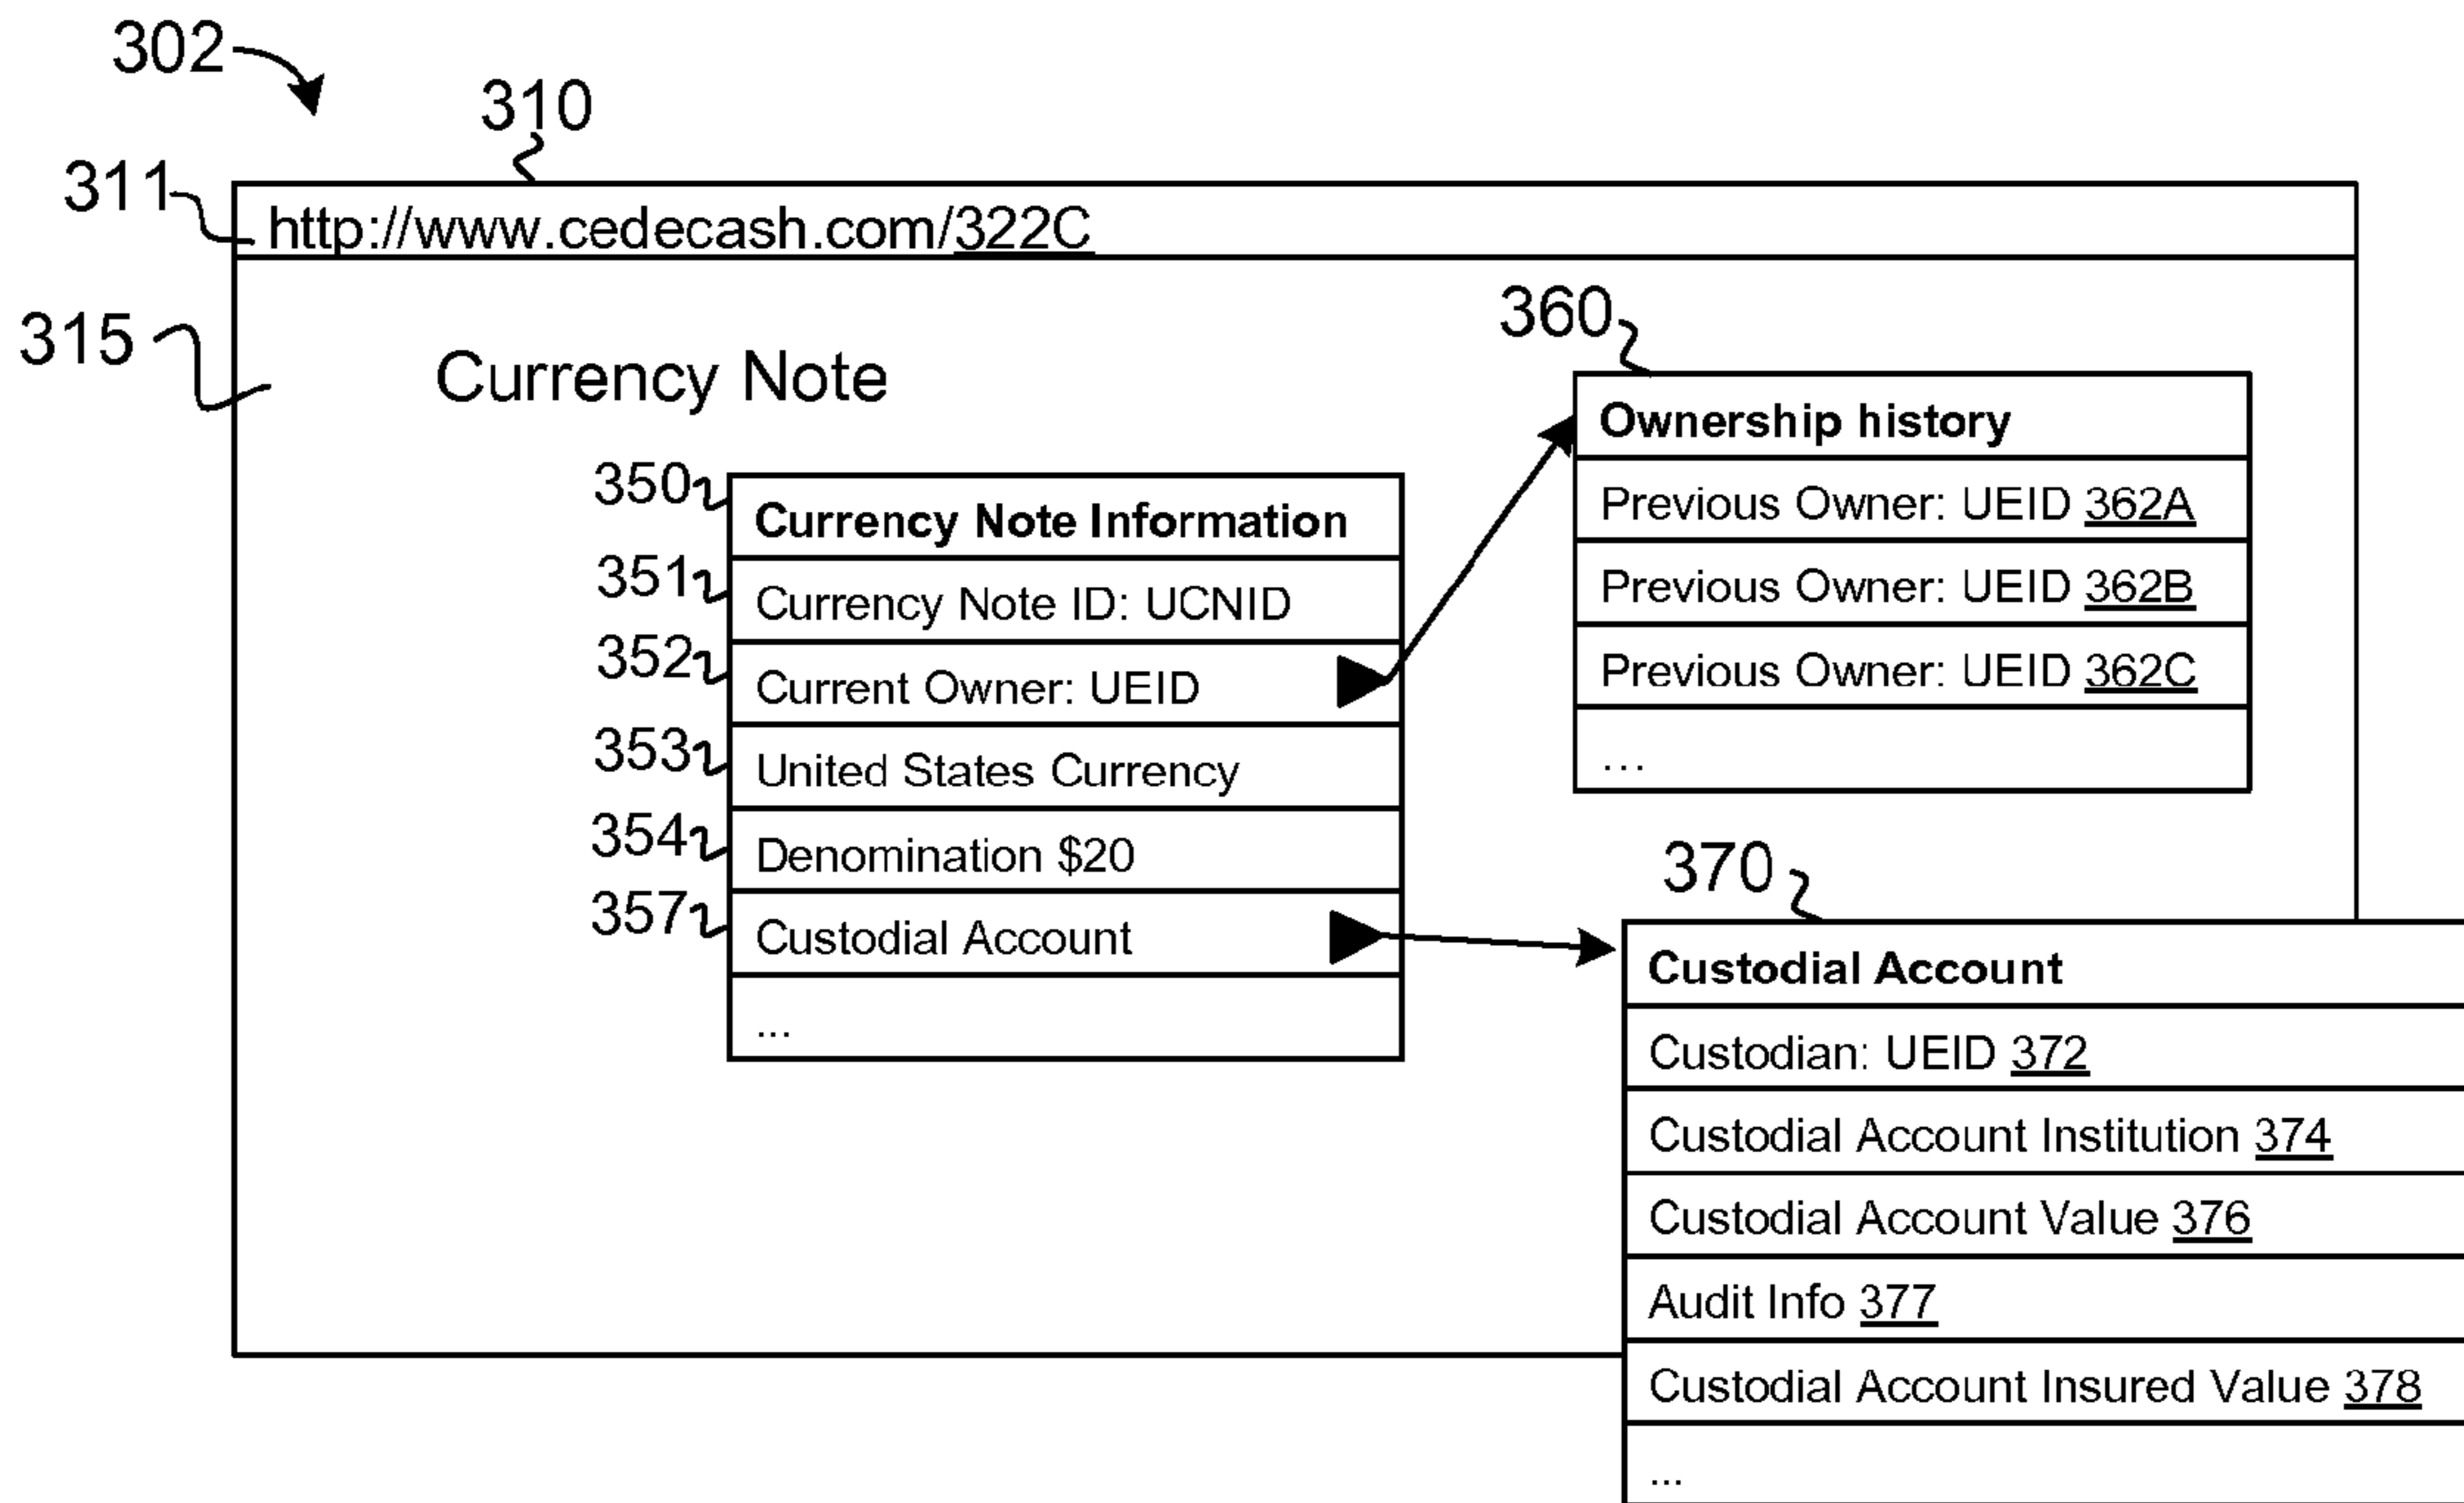 302
310
311
http://www.cedecash.com/322C
315
Currency Note
360
Ownership history
Previous Owner: UEID 362A
Previous Owner: UEID 362B
Previous Owner: UEID 362C
...
350
Currency Note Information
351
Currency Note ID: UCNID
352
Current Owner: UEID
353
United States Currency
354
Denomination $20
357
Custodial Account
...
370
Custodial Account
Custodian: UEID 372
Custodial Account Institution 374
Custodial Account Value 376
Audit Info 377
Custodial Account Insured Value 378
...